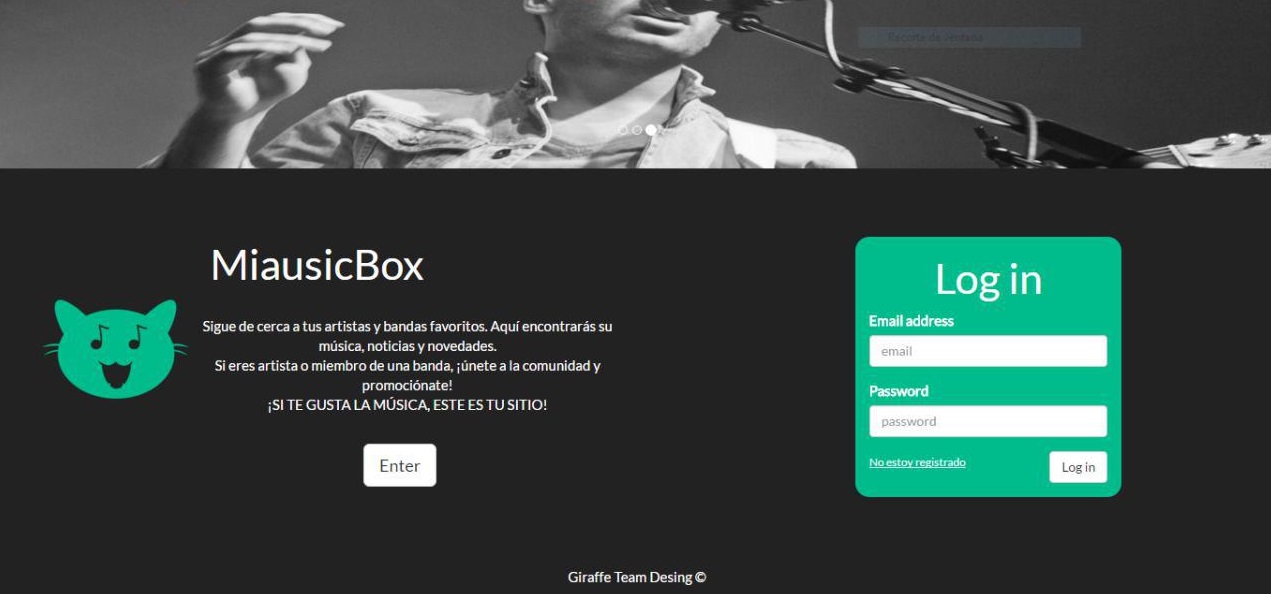 Recorte de ventana
MiausicBox
Sigue de cerca a tus artistas y bandas favoritos. Aquí encontrarás su
música, noticias y novedades.
Si eres artista o miembro de una banda, ¡únete a la comunidad y
promociónate!
¡SI TE GUSTA LA MÚSICA, ESTE ES TU SITIO!
Enter
Log in
Email address
email
Password
password
No estoy registrado
Log in
Giraffe Team Desing ©